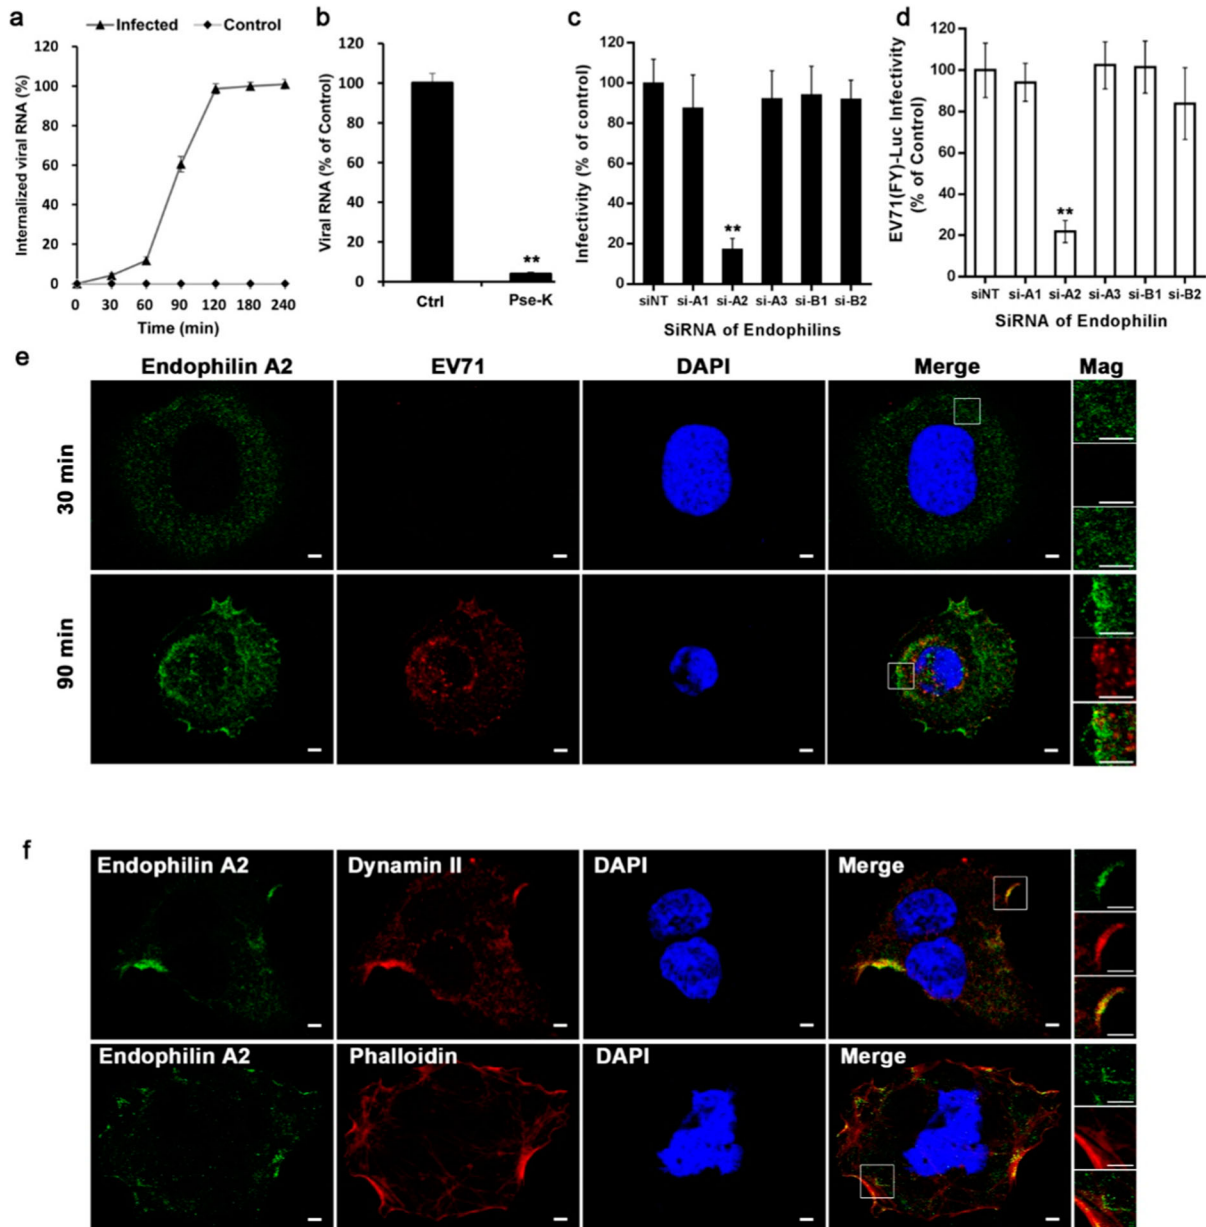 a
Infected Control
Internalized viral RNA (%)
120
100
80
60
40
20
0
0 30 60 90 120 180 240
Time (min)
b
Viral RNA (% of Control)
120
100
80
60
40
20
0
**
Ctrl Pse-K
c
Infectivity (% of control)
120
100
80
60
40
20
0
**
siNT si-A1 si-A2 si-A3 si-B1 si-B2
SiRNA of Endophilins
d
EV71(FY)-Luc Infectivity
(% of Control)
120
100
80
60
40
20
0
**
siNT si-A1 si-A2 si-A3 si-B1 si-B2
SiRNA of Endophilin
e
Endophilin A2 EV71 DAPI Merge Mag
30 min
90 min
f
Endophilin A2 Dynamin II DAPI Merge
Endophilin A2 Phalloidin DAPI Merge